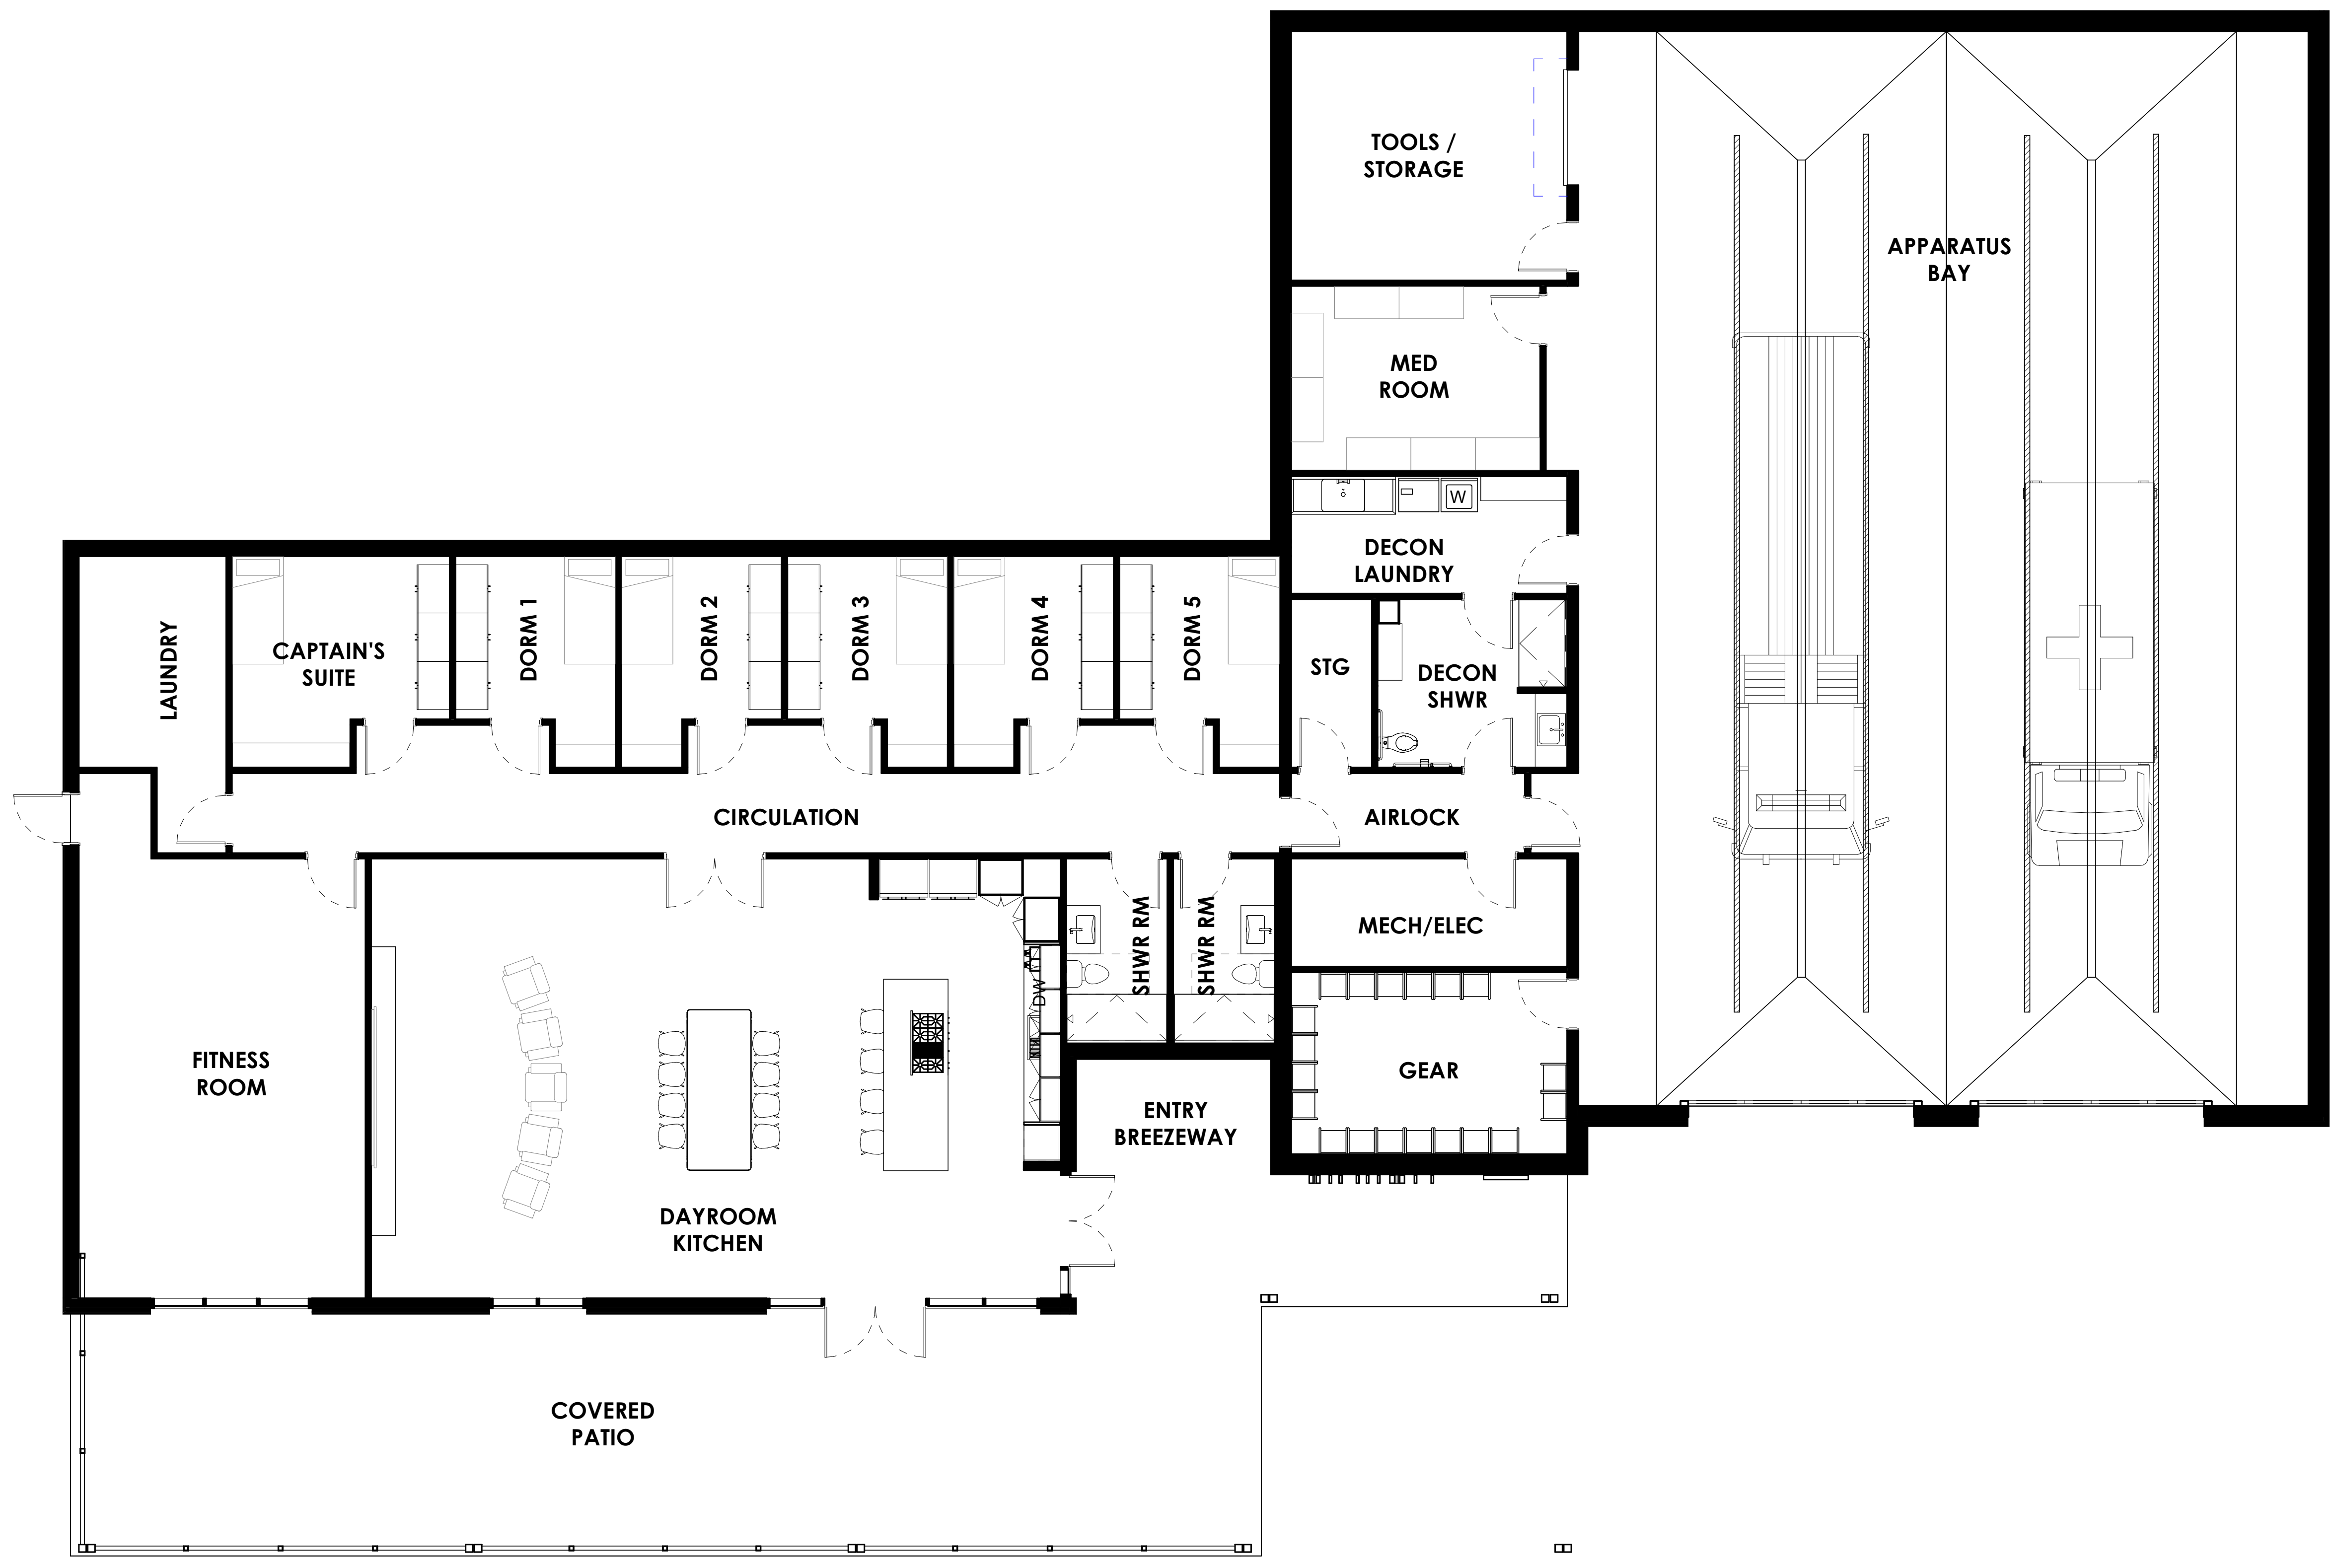 TOOLS /
STORAGE
APPARATUS
BAY
MED
ROOM
W
DECON
LAUNDRY
LAUNDRY
CAPTAIN'S
SUITE
DORM 1
DORM 2
DORM 3
DORM 4
DORM 5
STG
DECON
SHWR
CIRCULATION
AIRLOCK
SHWR RM
SHWR RM
MECH/ELEC
DW
FITNESS
ROOM
GEAR
ENTRY
BREEZEWAY
DAYROOM
KITCHEN
COVERED
PATIO